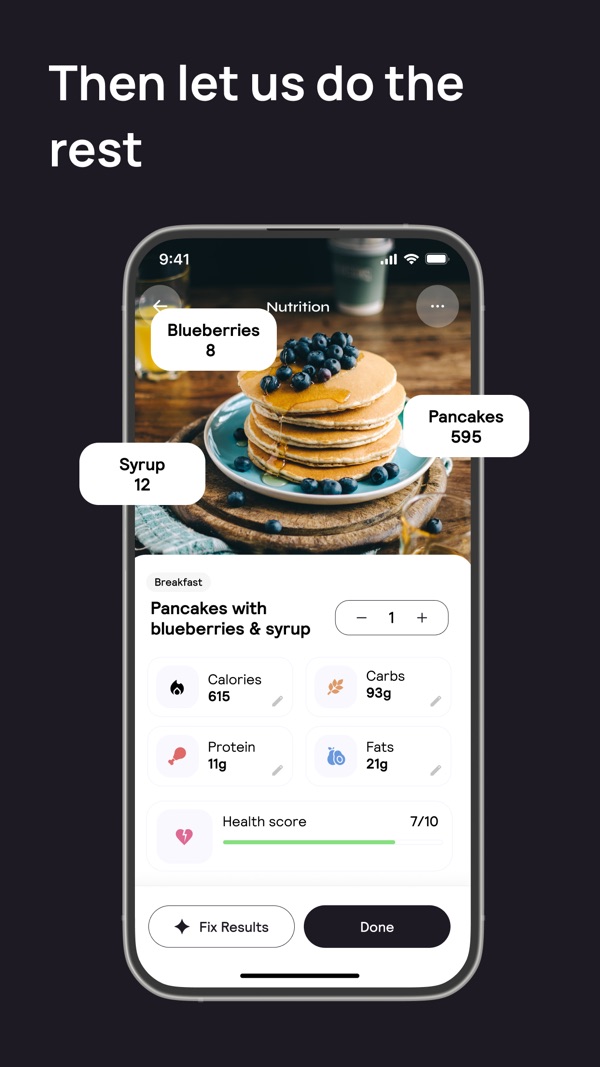 Then let us do the
rest
9:41
Nutrition
Blueberries
8
Pancakes
595
Syrup
12
Breakfast
Pancakes with
blueberries & syrup
1
Calories
615
Carbs
93g
Protein
11g
Fats
21g
Health score
7/10
Fix Results
Done